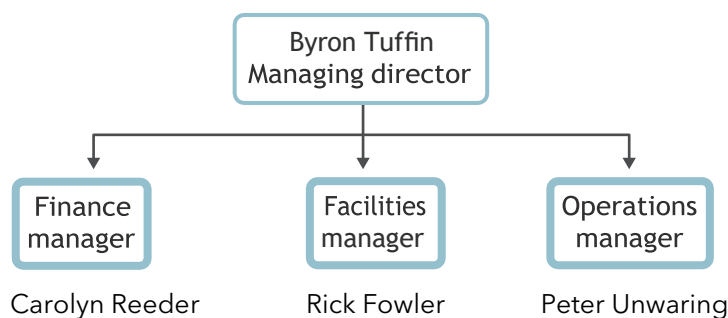 Byron Tuffin
Managing director
Finance
manager
Facilities
manager
Operations
manager
Carolyn Reeder
Rick Fowler
Peter Unwaring